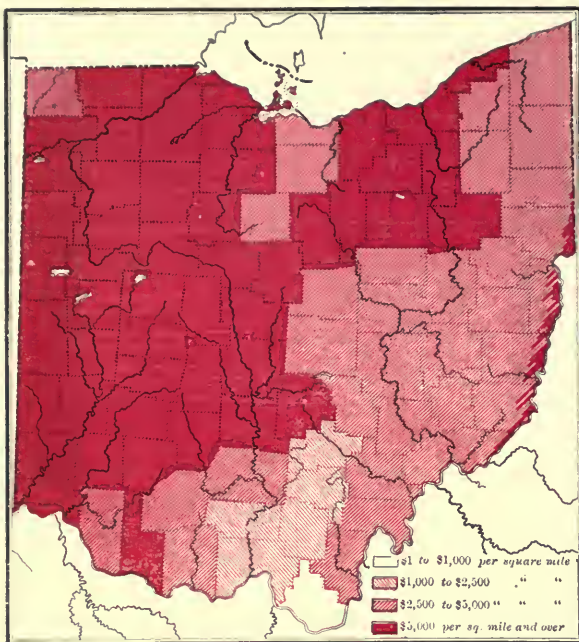 $1 to $1,000 per square mile
$1,000 to $2,500 " "
$2,500 to $5,000 " " "
$5,000 per sq. mile and over